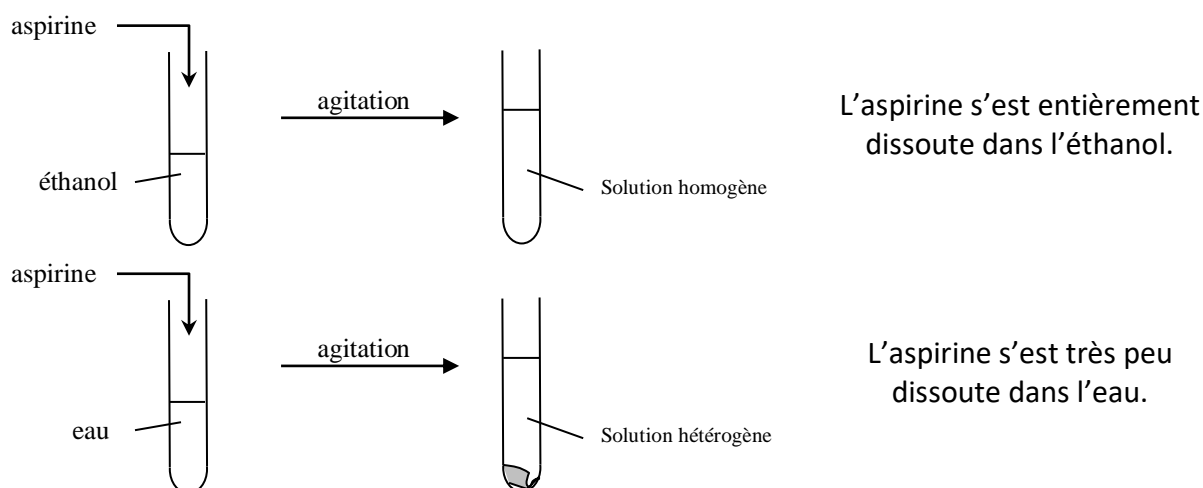 aspirine
agitation
éthanol
Solution homogène
L’aspirine s’est entièrement
dissoute dans l’éthanol.
aspirine
agitation
eau
Solution hétérogène
L’aspirine s’est très peu
dissoute dans l’eau.